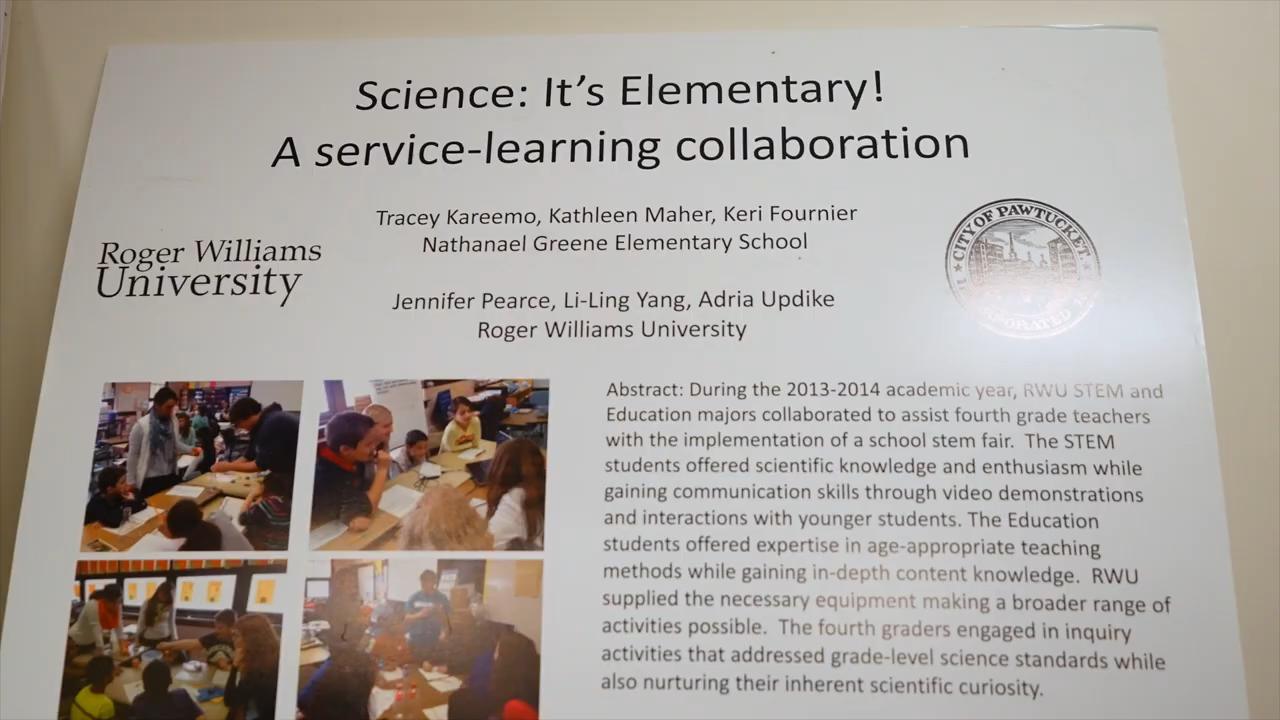 Science: It's Elementary!
A service-learning collaboration
Tracey Kareemo, Kathleen Maher, Keri Fournier
Nathanael Greene Elementary School
Roger Williams
University
CITY OF PAWTUCKET
Jennifer Pearce, Li-Ling Yang, Adria Updike
Roger Williams University
Abstract: During the 2013-2014 academic year, RWU STEM and
Education majors collaborated to assist fourth grade teachers
with the implementation of a school stem fair. The STEM
students offered scientific knowledge and enthusiasm while
gaining communication skills through video demonstrations
and interactions with younger students. The Education
students offered expertise in age-appropriate teaching
methods while gaining in-depth content knowledge. RWU
supplied the necessary equipment making a broader range of
activities possible. The fourth graders engaged in inquiry
activities that addressed grade-level science standards while
also nurturing their inherent scientific curiosity.